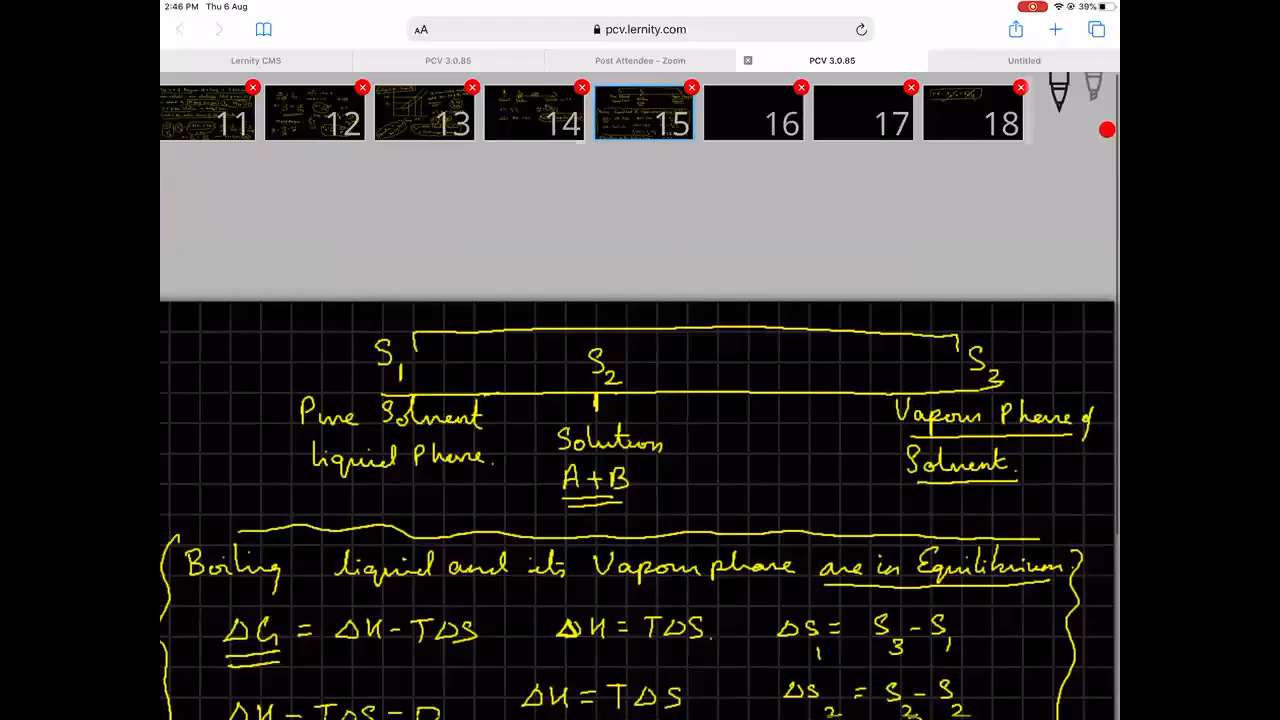 2:46 PM Thu 6 Aug 39%
AA pcv.lernity.com
Lernity CMS PCV 3.0.85 Post Attendee - Zoom PCV 3.0.85 Untitled
11 12 13 14 15 16 17 18
S1 S2 S3
Pure Solvent Vapour Phase of
liquid Phase. Solution Solvent.
A + B
Boiling liquid and its Vapour phase are in Equilibrium.
ΔG = ΔH - TΔS ΔH = TΔS. ΔS1 = S3 - S1
ΔH = TΔS ΔS2 = S3 - S2
ΔH - TΔS = 0